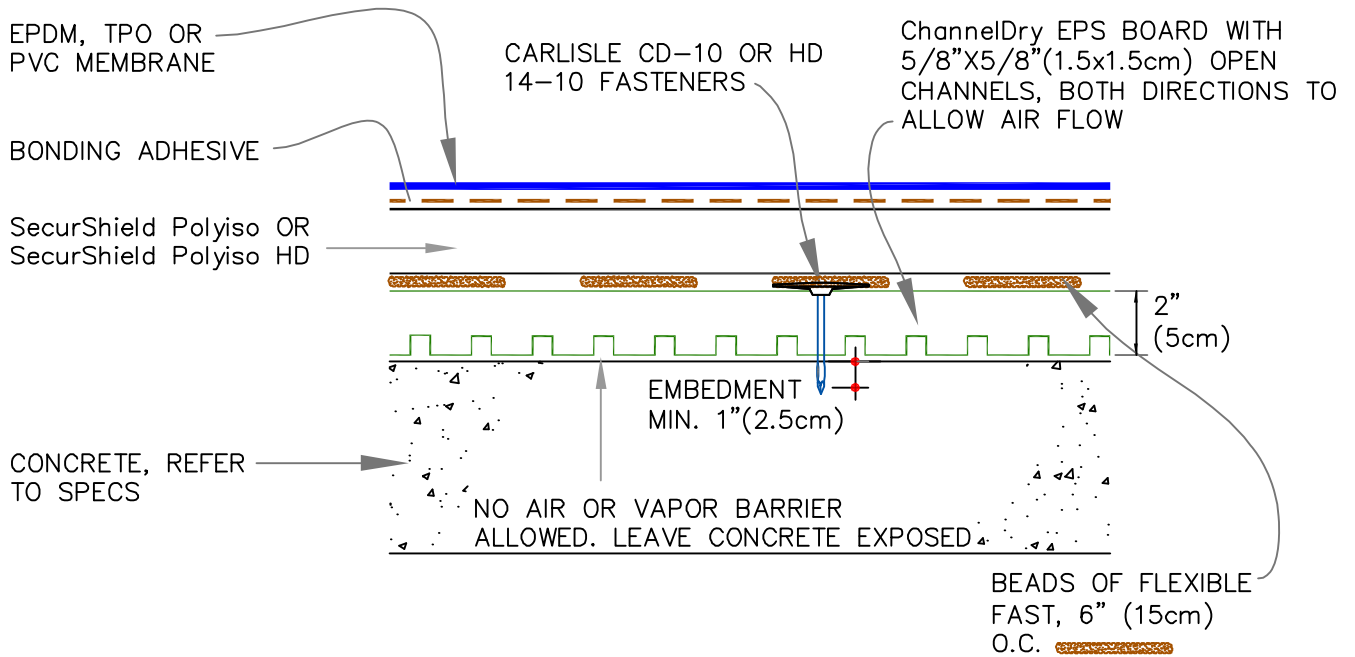 EPDM, TPO OR
PVC MEMBRANE
CARLISLE CD-10 OR HD
14-10 FASTENERS
ChannelDry EPS BOARD WITH
5/8"X5/8"(1.5x1.5cm) OPEN
CHANNELS, BOTH DIRECTIONS TO
ALLOW AIR FLOW
BONDING ADHESIVE
SecurShield Polyiso OR
SecurShield Polyiso HD
2"
(5cm)
EMBEDMENT
MIN. 1"(2.5cm)
CONCRETE, REFER
TO SPECS
NO AIR OR VAPOR BARRIER
ALLOWED. LEAVE CONCRETE EXPOSED
BEADS OF FLEXIBLE
FAST, 6" (15cm)
O.C.